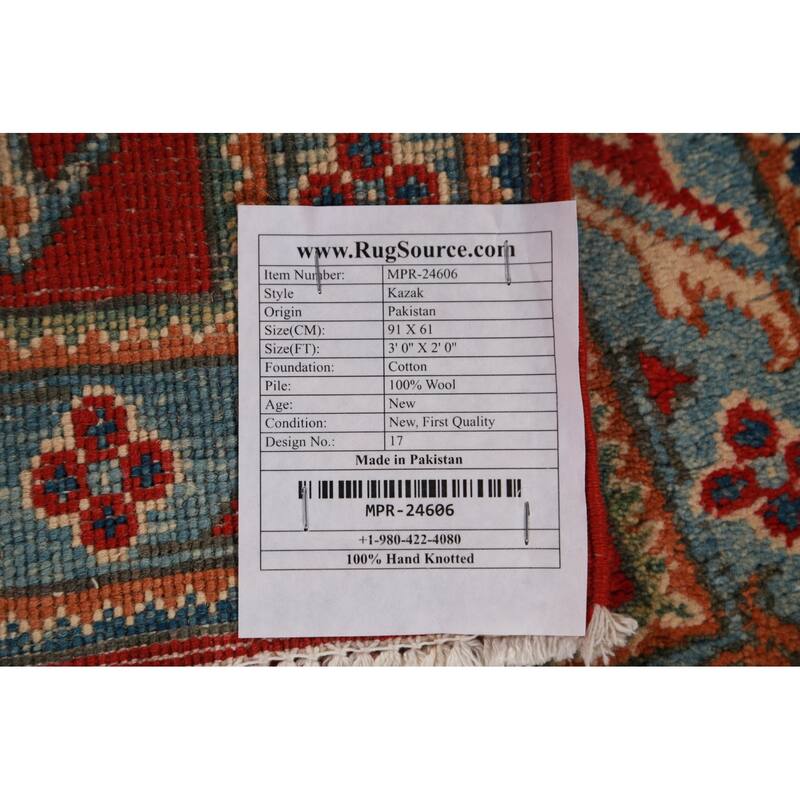 www.RugSource.com
Item Number: MPR-24606
Style Kazak
Origin Pakistan
Size(CM): 91 X 61
Size(FT): 3' 0" X 2' 0"
Foundation: Cotton
Pile: 100% Wool
Age: New
Condition: New, First Quality
Design No.: 17
Made in Pakistan
MPR-24606
+1-980-422-4080
100% Hand Knotted